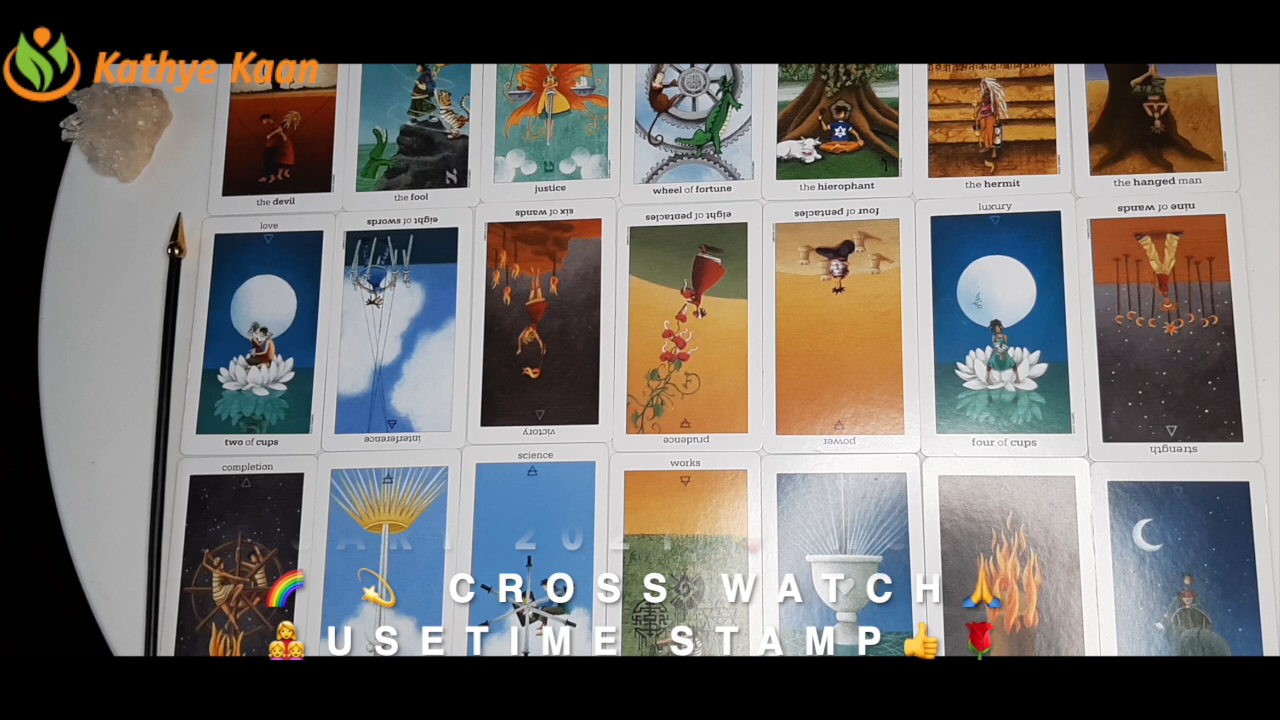 Kathye Kaan
the devil
the fool
justice
wheel of fortune
the hierophant
the hermit
the hanged man
love
eight of swords
six of wands
eight of pentacles
four of pentacles
luxury
nine of wands
two of cups
interference
victory
prudence
power
four of cups
strength
completion
science
works
🌈 💫 CROSS WATCH🙏
👩‍👧‍👧USETIME STAMP👍🌹